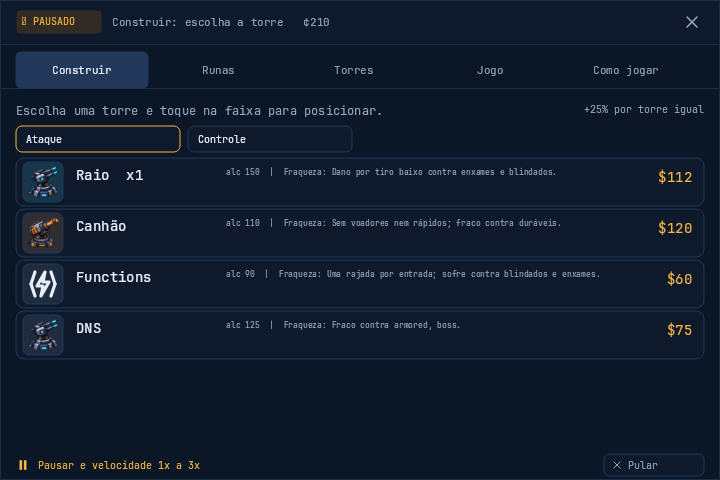 PAUSADO Construir: escolha a torre $210
Construir Runas Torres Jogo Como jogar
Escolha uma torre e toque na faixa para posicionar. +25% por torre igual
Ataque Controle
Raio x1 alc 150 | Fraqueza: Dano por tiro baixo contra enxames e blindados. $112
Canhão alc 110 | Fraqueza: Sem voadores nem rápidos; fraco contra duráveis. $120
Functions alc 90 | Fraqueza: Uma rajada por entrada; sofre contra blindados e enxames. $60
DNS alc 125 | Fraqueza: Fraco contra armored, boss. $75
Pausar e velocidade 1x a 3x Pular